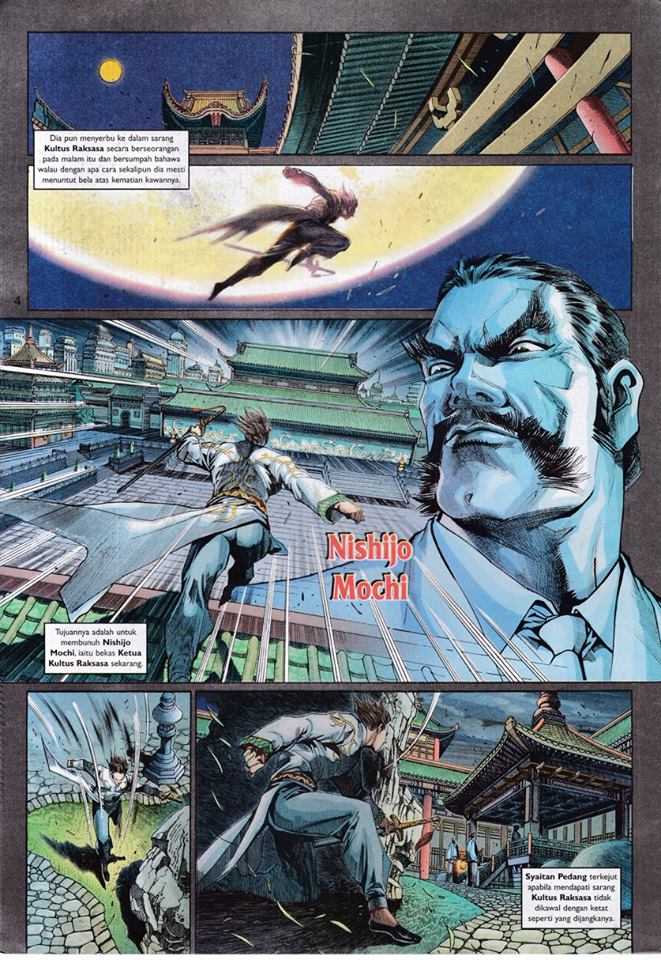 Dia pun menyerbu ke dalam sarang
Kultus Raksasa secara berseorangan
pada malam itu dan bersumpah bahawa
walau dengan apa cara sekalipun dia mesti
menuntut bela atas kematian kawannya.
4
Nishijo
Mochi
Tujuannya adalah untuk
membunuh Nishijo
Mochi, iaitu bekas Ketua
Kultus Raksasa sekarang.
Syaitan Pedang terkejut
apabila mendapati sarang
Kultus Raksasa tidak
dikawal dengan ketat
seperti yang dijangkanya.